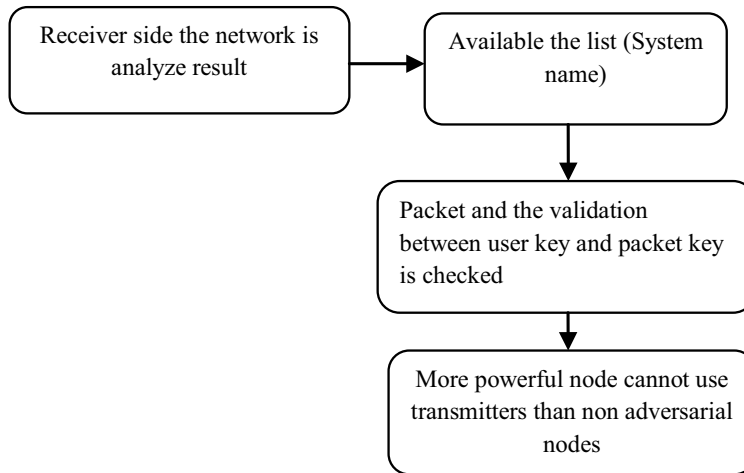 Receiver side the network is
analyze result
Available the list (System
name)
Packet and the validation
between user key and packet key
is checked
More powerful node cannot use
transmitters than non adversarial
nodes